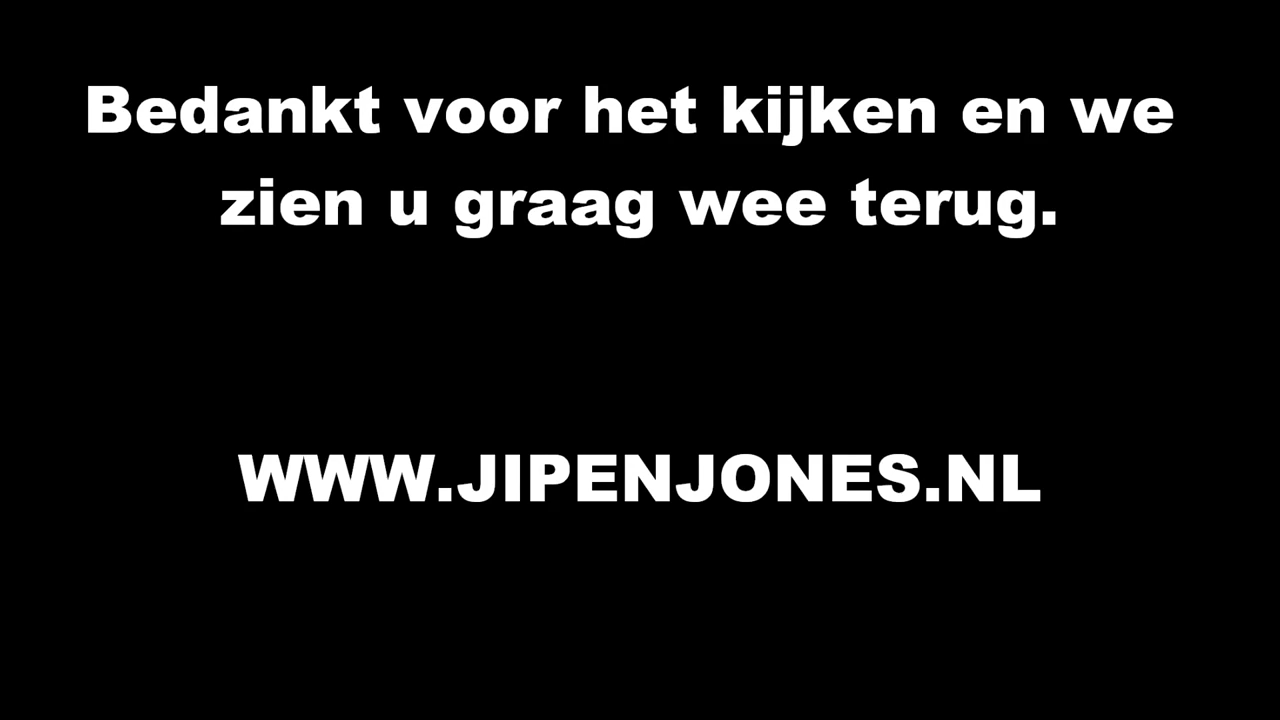 Bedankt voor het kijken en we
zien u graag wee terug.
WWW.JIPENJONES.NL